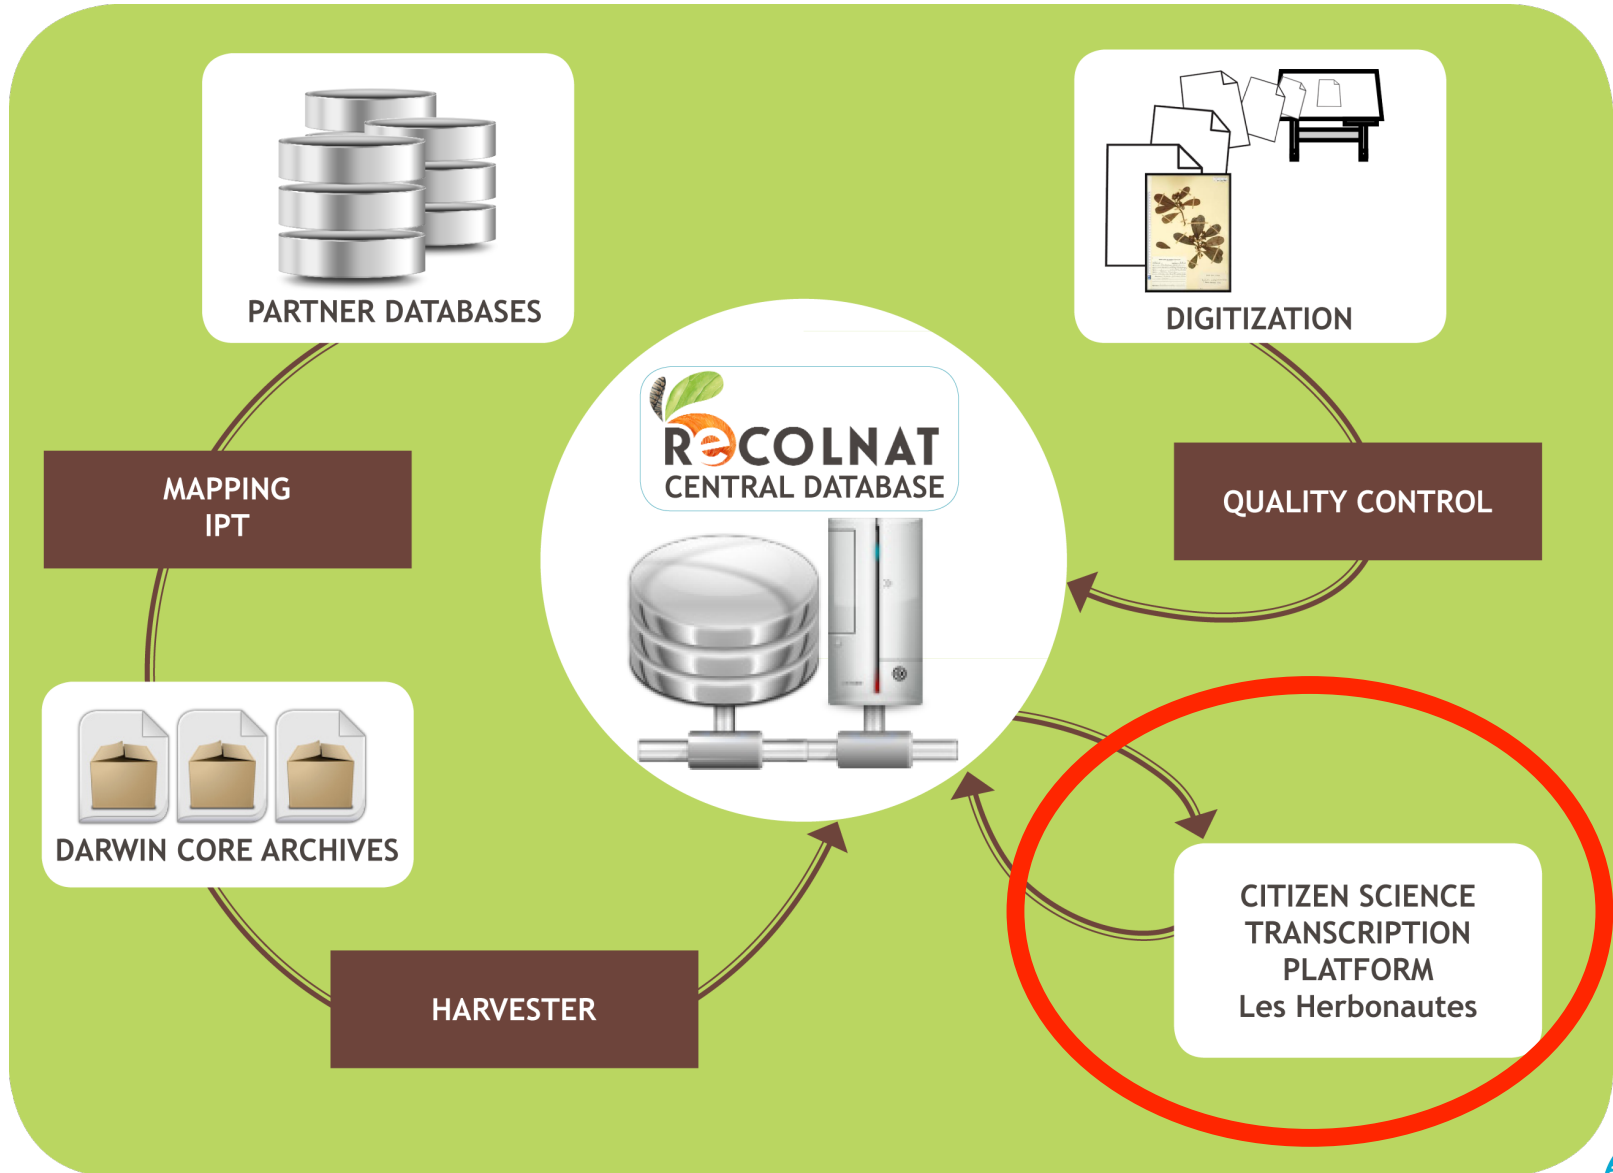 PARTNER DATABASES
DIGITIZATION
ReCOLNAT
CENTRAL DATABASE
MAPPING
IPT
QUALITY CONTROL
DARWIN CORE ARCHIVES
CITIZEN SCIENCE
TRANSCRIPTION
PLATFORM
Les Herbonautes
HARVESTER